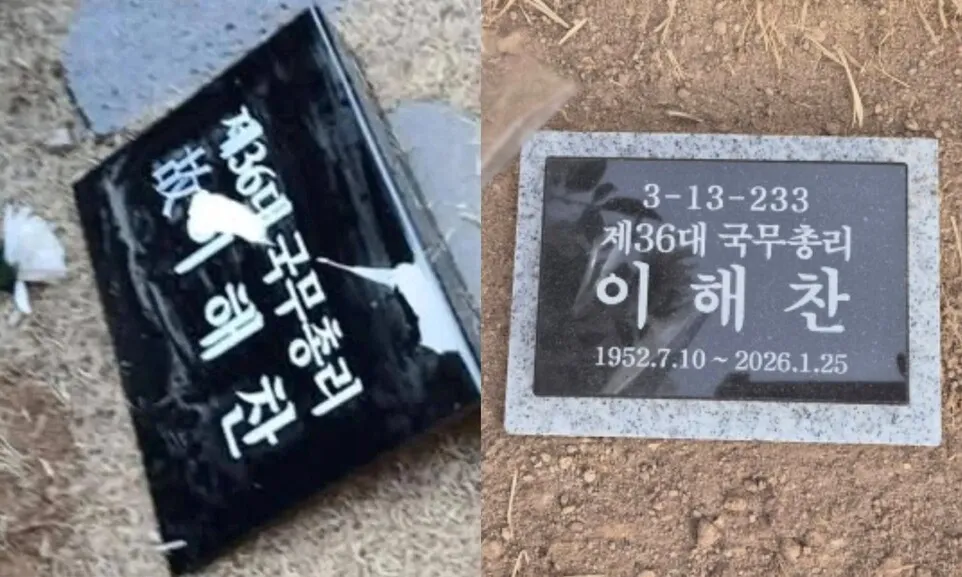 제36대 국무총리
故 이 해 찬
3-13-233
제36대 국무총리
이 해 찬
1952.7.10 ~ 2026.1.25